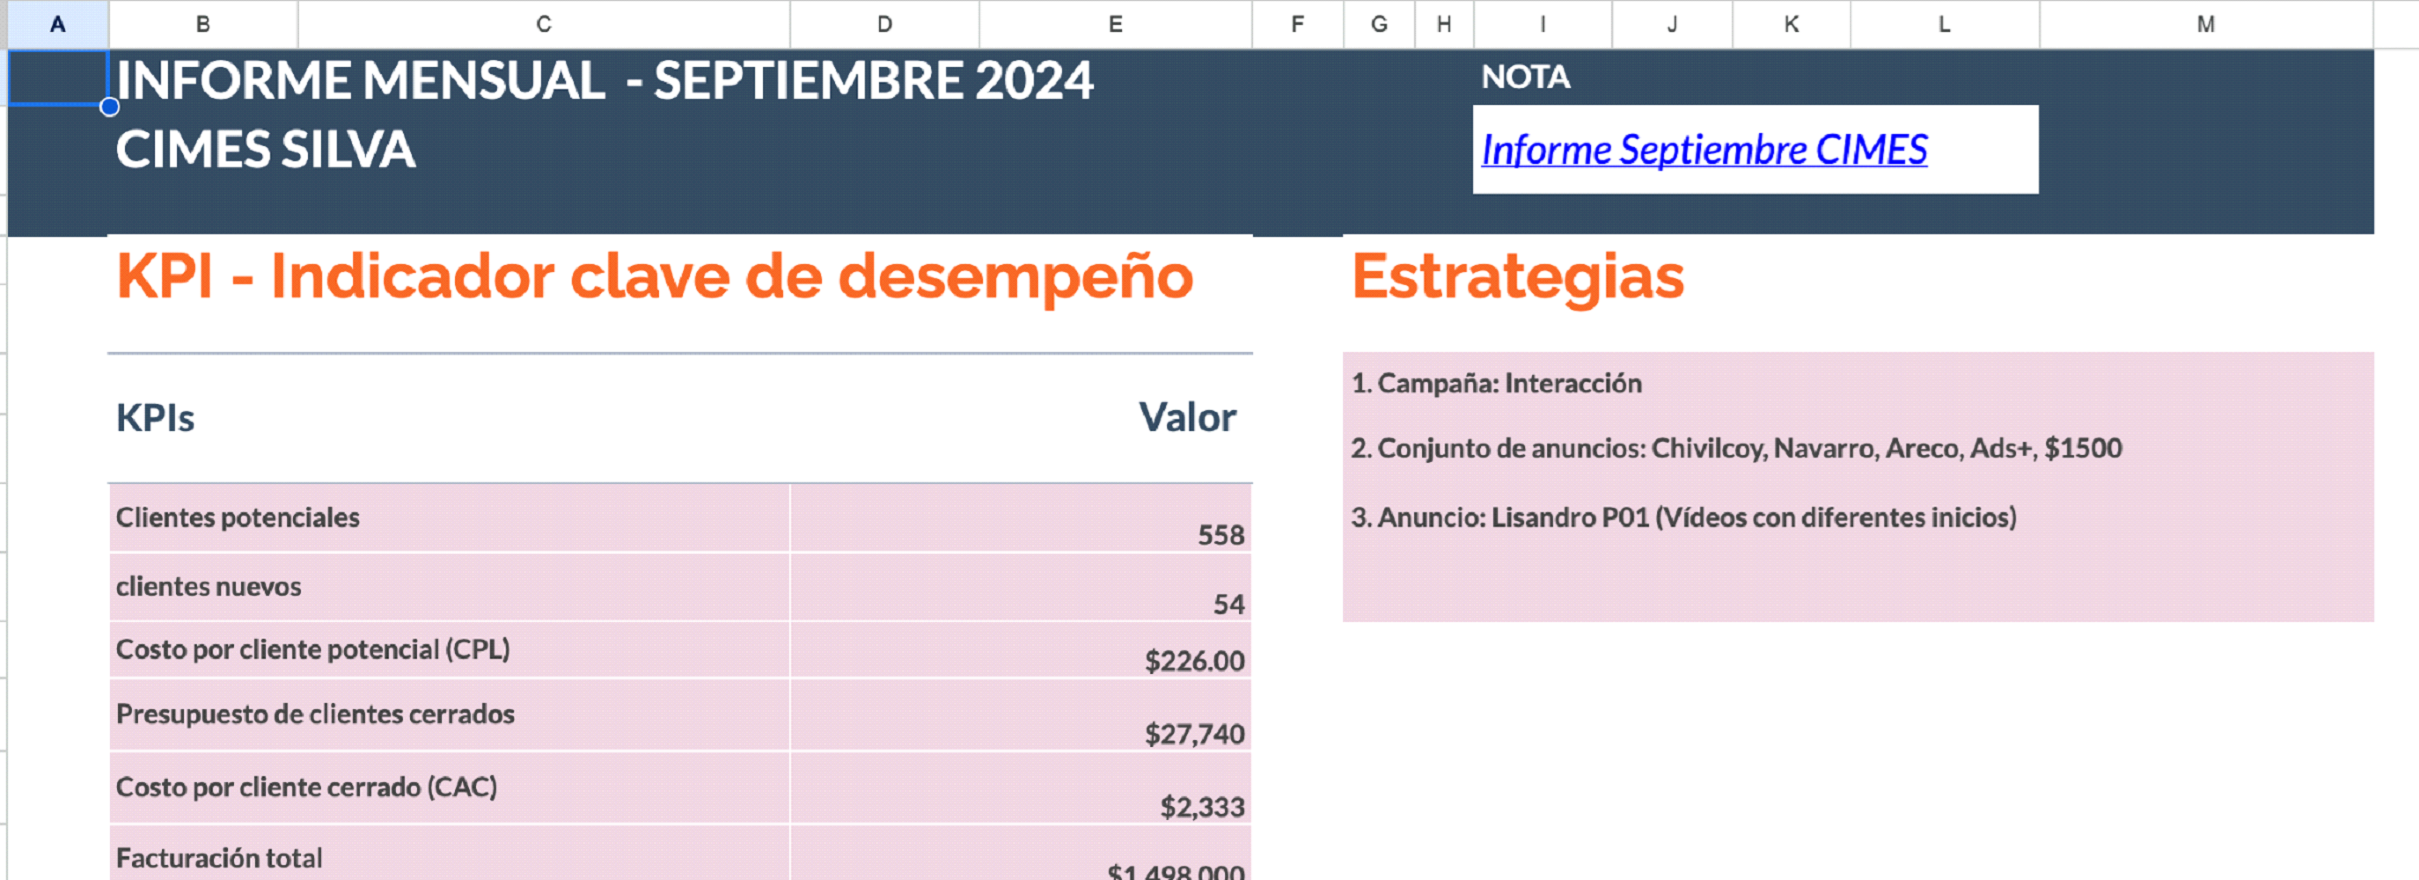 A B C D E F G H I J K L M
INFORME MENSUAL - SEPTIEMBRE 2024
CIMES SILVA
NOTA
Informe Septiembre CIMES
KPI - Indicador clave de desempeño
KPIs Valor
Clientes potenciales 558
clientes nuevos 54
Costo por cliente potencial (CPL) $226.00
Presupuesto de clientes cerrados $27,740
Costo por cliente cerrado (CAC) $2,333
Facturación total $1,498,000
Estrategias
1. Campaña: Interacción
2. Conjunto de anuncios: Chivilcoy, Navarro, Areco, Ads+, $1500
3. Anuncio: Lisandro P01 (Vídeos con diferentes inicios)